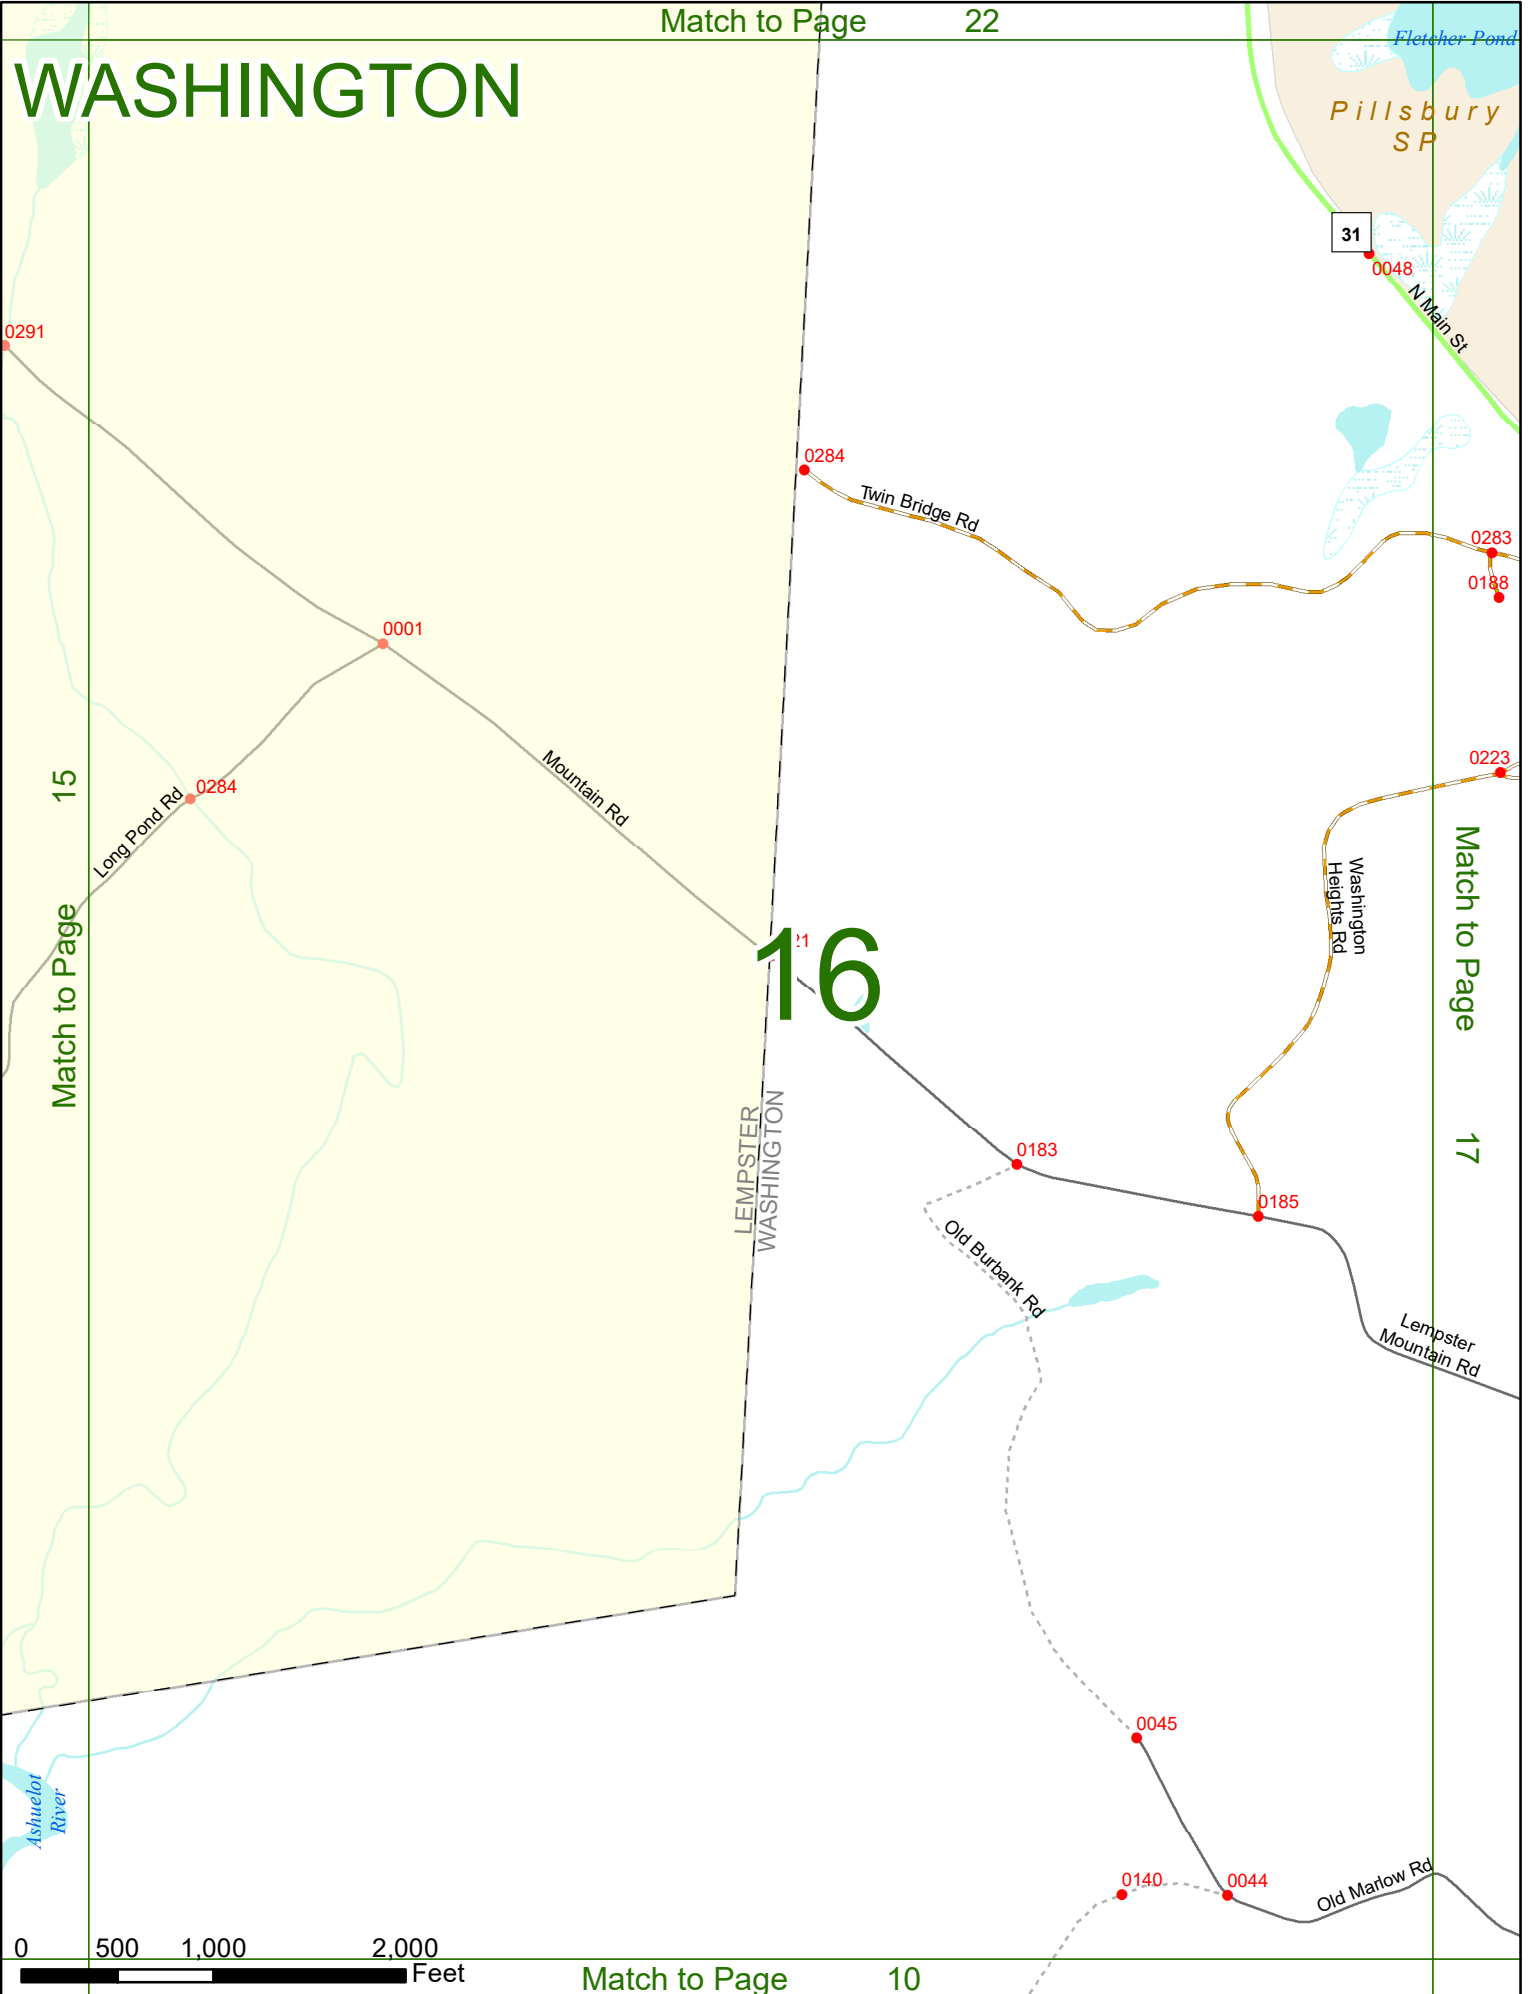 Match to Page 22
Fletcher Pond
WASHINGTON
Pillsbury
SP
31
0048
N Main St
0291
0284
Twin Bridge Rd
0283
0188
0001
0223
Mountain Rd
0284
Long Pond Rd
Match to Page 15
Washington
Heights Rd
Match to Page 17
16
21
LEMPSTER
WASHINGTON
0183
0185
Old Burbank Rd
Lempster
Mountain Rd
0045
Ashuelot
River
0140
0044
Old Marlow Rd
0 500 1,000 2,000
Feet
Match to Page 10